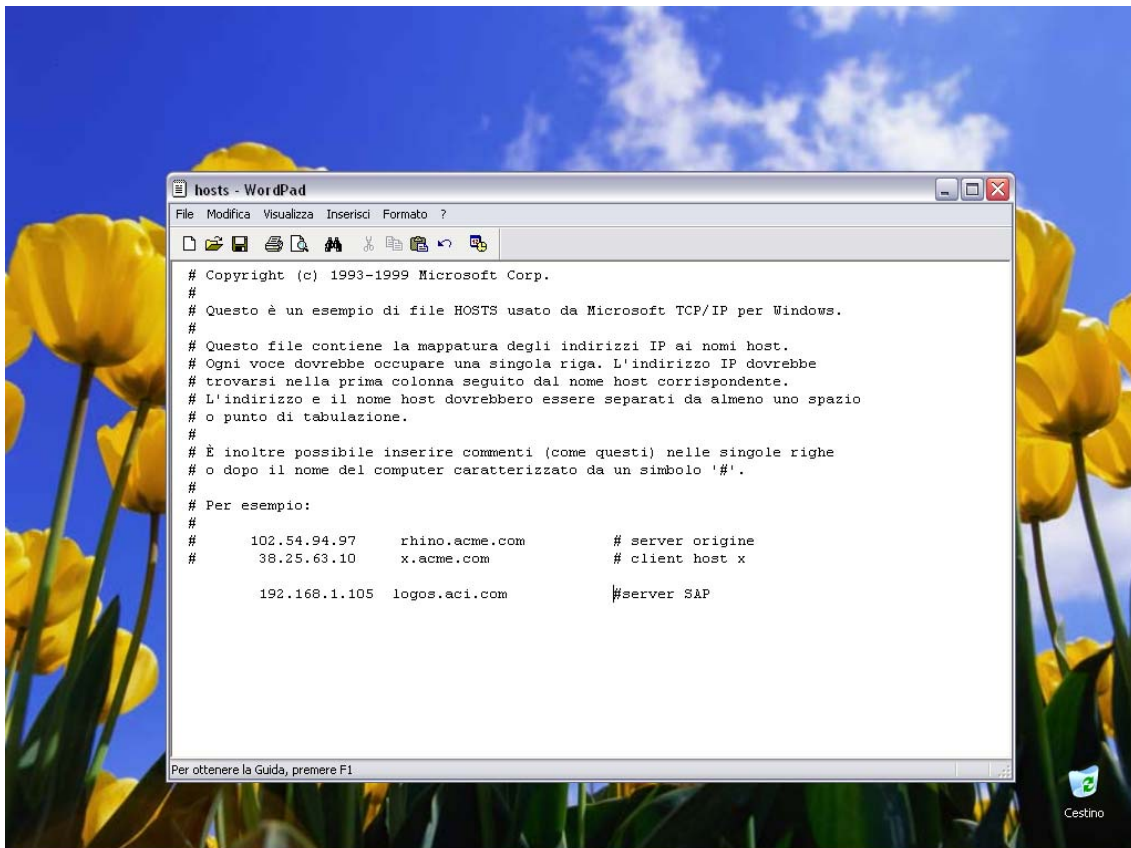 hosts - WordPad
File Modifica Visualizza Inserisci Formato ?
# Copyright (c) 1993-1999 Microsoft Corp.
#
# Questo è un esempio di file HOSTS usato da Microsoft TCP/IP per Windows.
#
# Questo file contiene la mappatura degli indirizzi IP ai nomi host.
# Ogni voce dovrebbe occupare una singola riga. L'indirizzo IP dovrebbe
# trovarsi nella prima colonna seguito dal nome host corrispondente.
# L'indirizzo e il nome host dovrebbero essere separati da almeno uno spazio
# o punto di tabulazione.
#
# È inoltre possibile inserire commenti (come questi) nelle singole righe
# o dopo il nome del computer caratterizzato da un simbolo '#'.
#
# Per esempio:
#
# 102.54.94.97 rhino.acme.com # server origine
# 38.25.63.10 x.acme.com # client host x
192.168.1.105 logos.aci.com #server SAP
Per ottenere la Guida, premere F1
Cestino